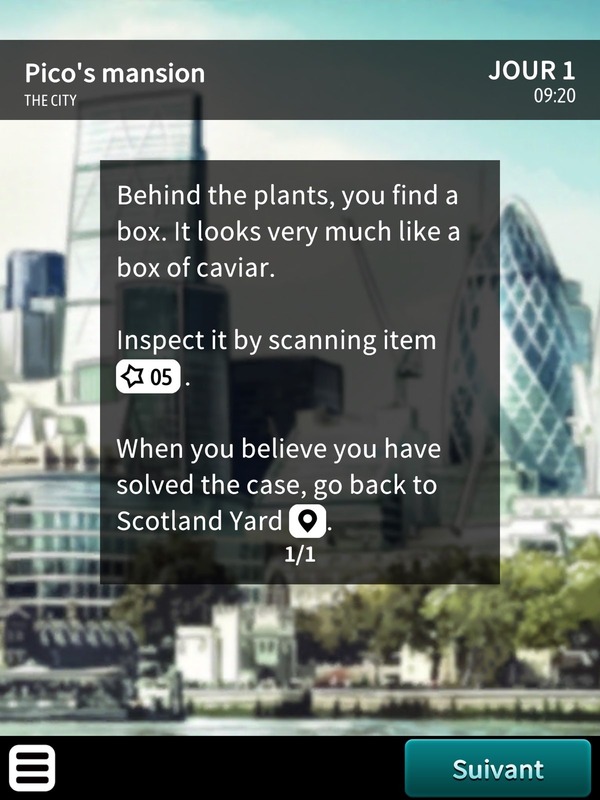 Pico's mansion
THE CITY
JOUR 1
09:20
Behind the plants, you find a
box. It looks very much like a
box of caviar.
Inspect it by scanning item
05 .
When you believe you have
solved the case, go back to
Scotland Yard .
1/1
Suivant